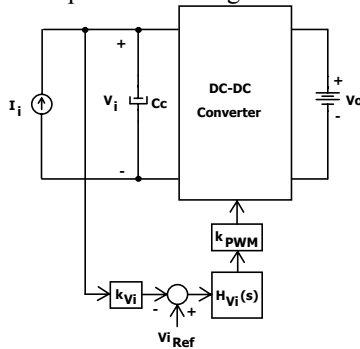 DC-DC
Converter
I i
+
V i
-
Cc
+
Vo
-
k PWM
k Vi
-
+
H Vi (s)
Vi Ref